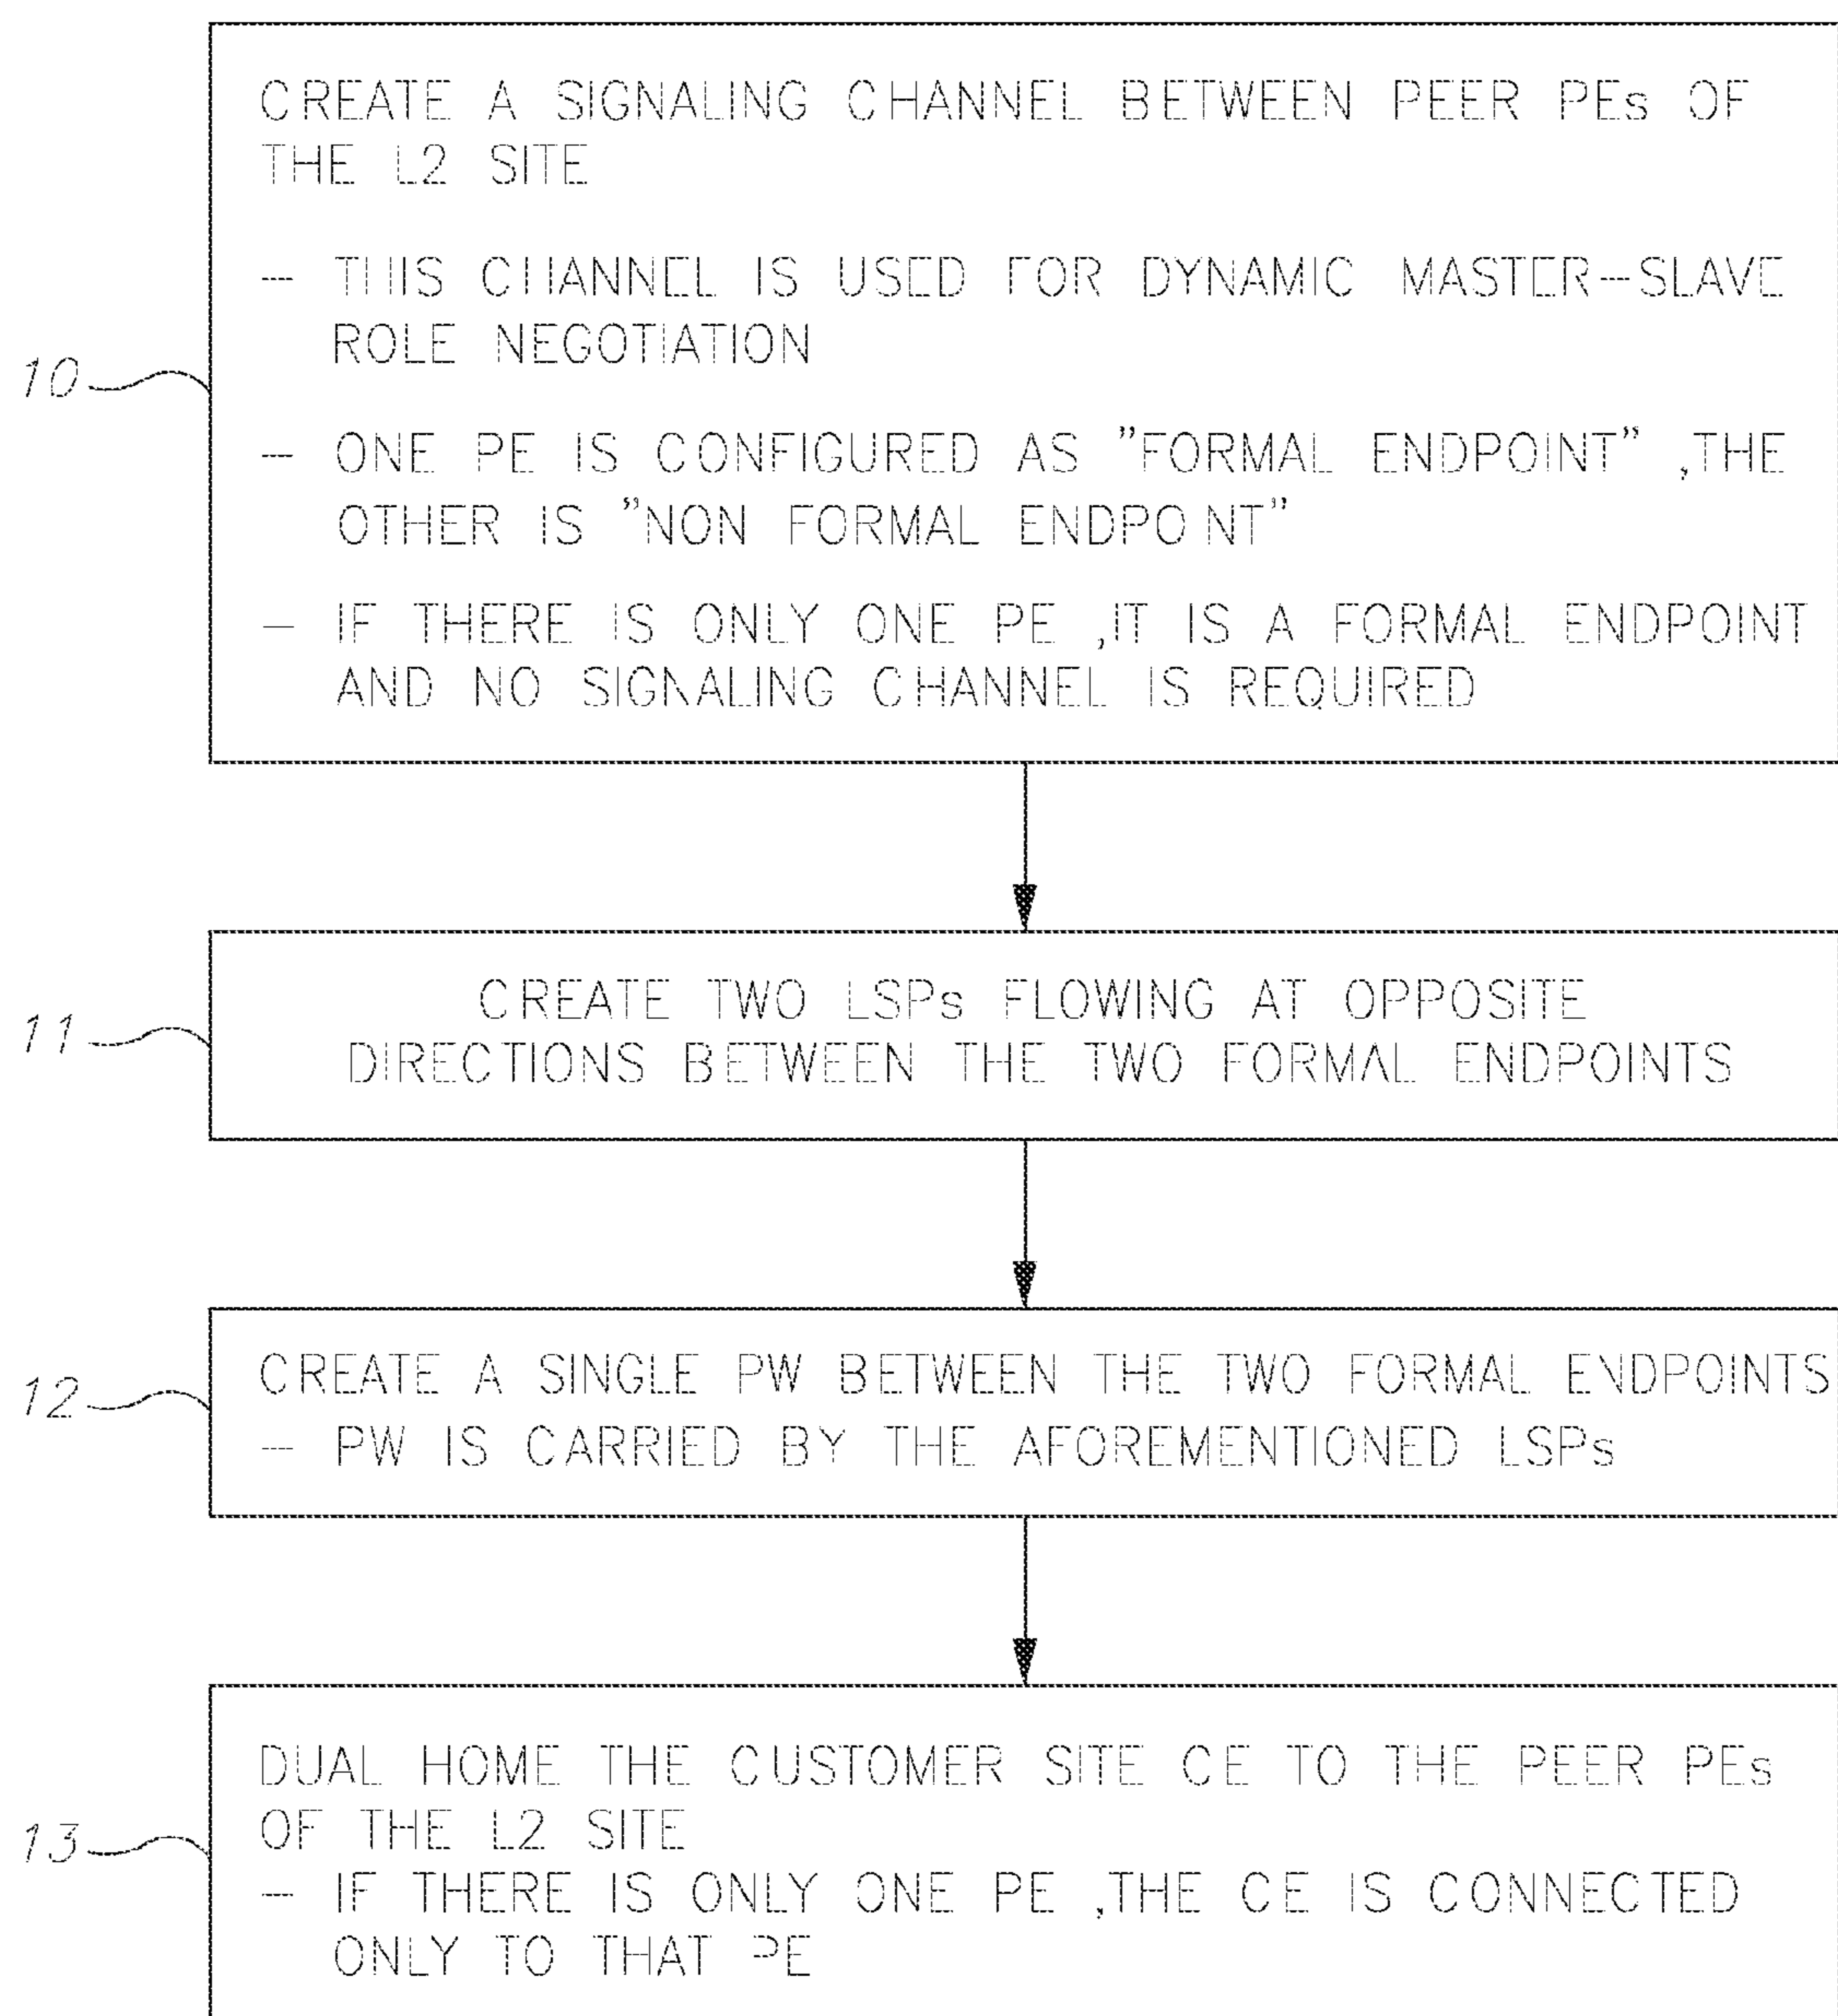 CREATE A SIGNALING CHANNEL BETWEEN PEER PEs OF
THE L2 SITE
- THIS CHANNEL IS USED FOR DYNAMIC MASTER-SLAVE
ROLE NEGOTIATION
10
- ONE PE IS CONFIGURED AS "FORMAL ENDPOINT" ,THE
OTHER IS "NON FORMAL ENDPOINT"
- IF THERE IS ONLY ONE PE ,IT IS A FORMAL ENDPOINT
AND NO SIGNALING CHANNEL IS REQUIRED
11
CREATE TWO LSPs FLOWING AT OPPOSITE
DIRECTIONS BETWEEN THE TWO FORMAL ENDPOINTS
12
CREATE A SINGLE PW BETWEEN THE TWO FORMAL ENDPOINTS
- PW IS CARRIED BY THE AFOREMENTIONED LSPs
13
DUAL HOME THE CUSTOMER SITE CE TO THE PEER PEs
OF THE L2 SITE
- IF THERE IS ONLY ONE PE ,THE CE IS CONNECTED
ONLY TO THAT PE